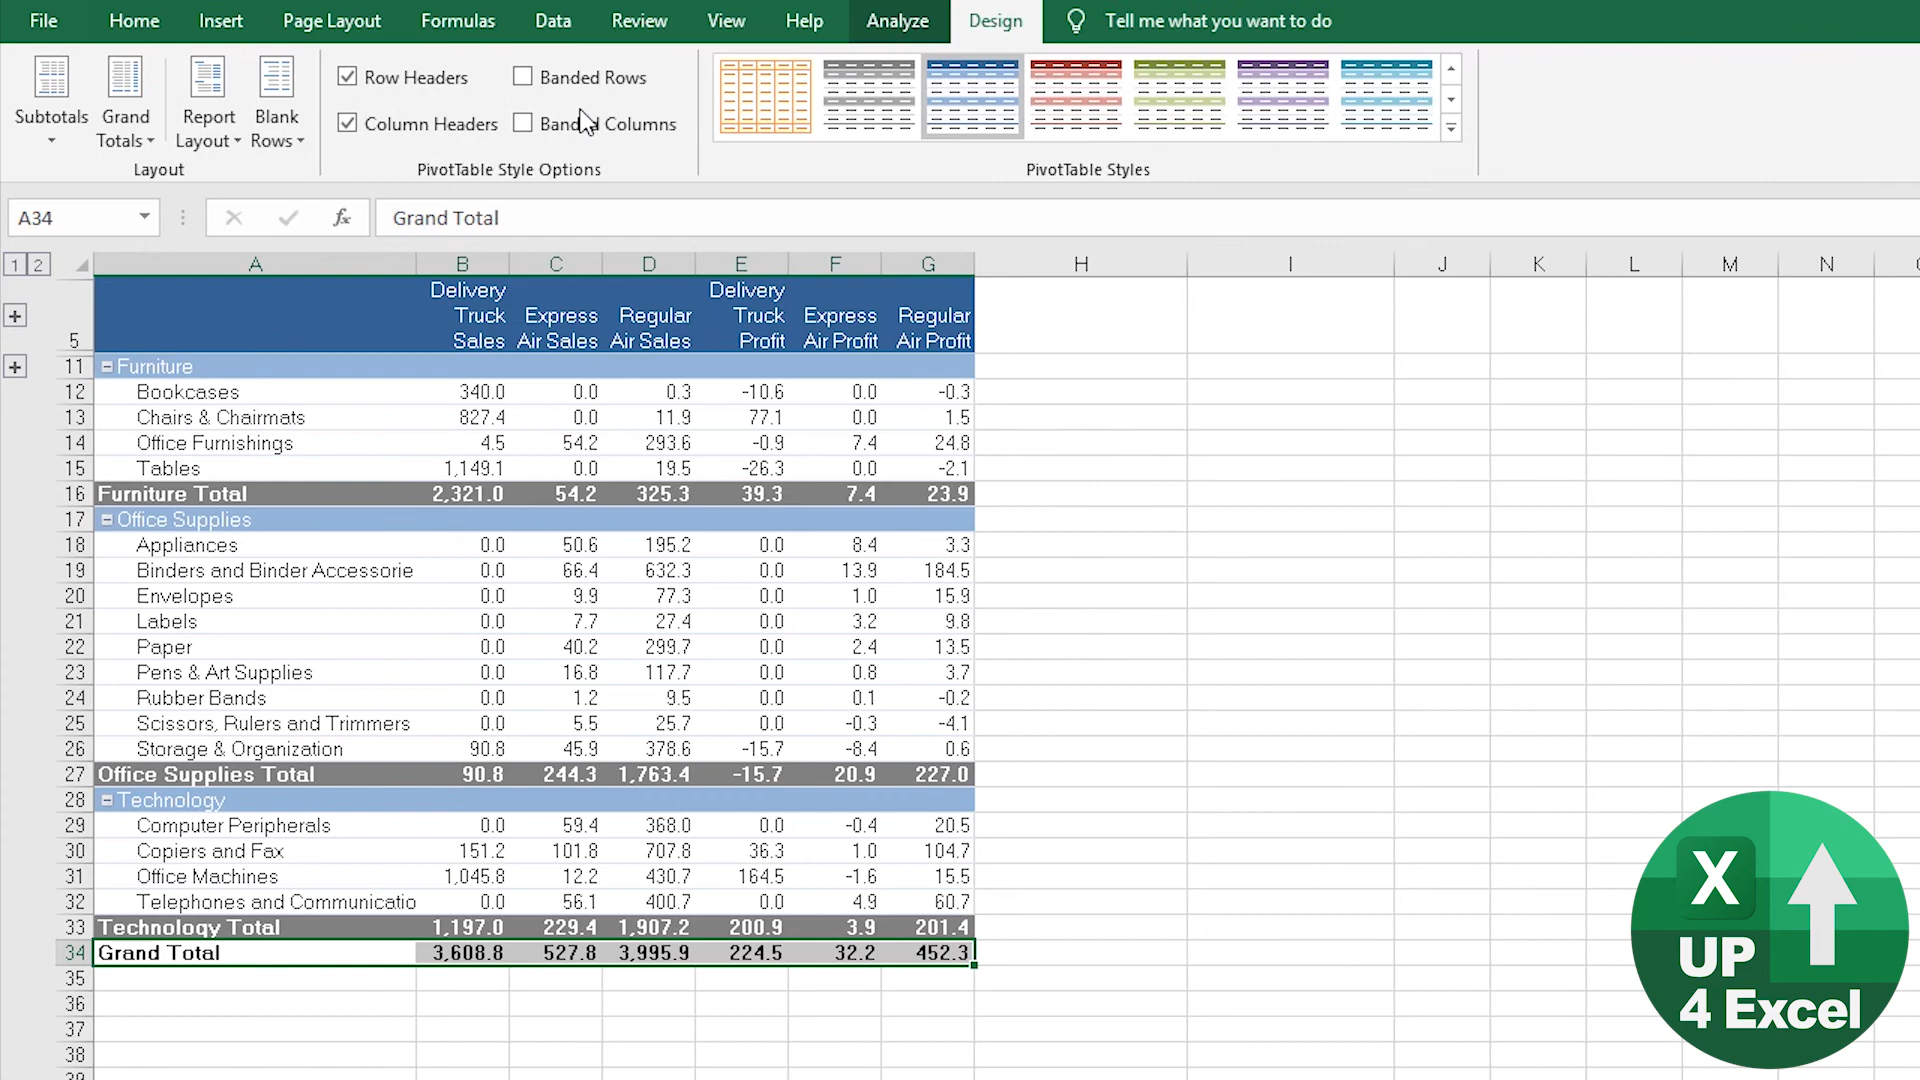 File Home Insert Page Layout Formulas Data Review View Help Analyze Design Tell me what you want to do
Subtotals
Grand Totals
Report Layout
Blank Rows
Layout
Row Headers
Banded Rows
Column Headers
Banded Columns
PivotTable Style Options
PivotTable Styles
A34 fx Grand Total
1 2 A B C D E F G H I J K L M N
5 Delivery Truck Sales Express Air Sales Regular Air Sales Delivery Truck Profit Express Air Profit Regular Air Profit
11 Furniture
12 Bookcases 340.0 0.0 0.3 -10.6 0.0 -0.3
13 Chairs & Chairmats 827.4 0.0 11.9 77.1 0.0 1.5
14 Office Furnishings 4.5 54.2 293.6 -0.9 7.4 24.8
15 Tables 1,149.1 0.0 19.5 -26.3 0.0 -2.1
16 Furniture Total 2,321.0 54.2 325.3 39.3 7.4 23.9
17 Office Supplies
18 Appliances 0.0 50.6 195.2 0.0 8.4 3.3
19 Binders and Binder Accessorie 0.0 66.4 632.3 0.0 13.9 184.5
20 Envelopes 0.0 9.9 77.3 0.0 1.0 15.9
21 Labels 0.0 7.7 27.4 0.0 3.2 9.8
22 Paper 0.0 40.2 299.7 0.0 2.4 13.5
23 Pens & Art Supplies 0.0 16.8 117.7 0.0 0.8 3.7
24 Rubber Bands 0.0 1.2 9.5 0.0 0.1 -0.2
25 Scissors, Rulers and Trimmers 0.0 5.5 25.7 0.0 -0.3 -4.1
26 Storage & Organization 90.8 45.9 378.6 -15.7 -8.4 0.6
27 Office Supplies Total 90.8 244.3 1,763.4 -15.7 20.9 227.0
28 Technology
29 Computer Peripherals 0.0 59.4 368.0 0.0 -0.4 20.5
30 Copiers and Fax 151.2 101.8 707.8 36.3 1.0 104.7
31 Office Machines 1,045.8 12.2 430.7 164.5 -1.6 15.5
32 Telephones and Communicatio 0.0 56.1 400.7 0.0 4.9 60.7
33 Technology Total 1,197.0 229.4 1,907.2 200.9 3.9 201.4
34 Grand Total 3,608.8 527.8 3,995.9 224.5 32.2 452.3
35
36
37
38
X
UP
4 Excel